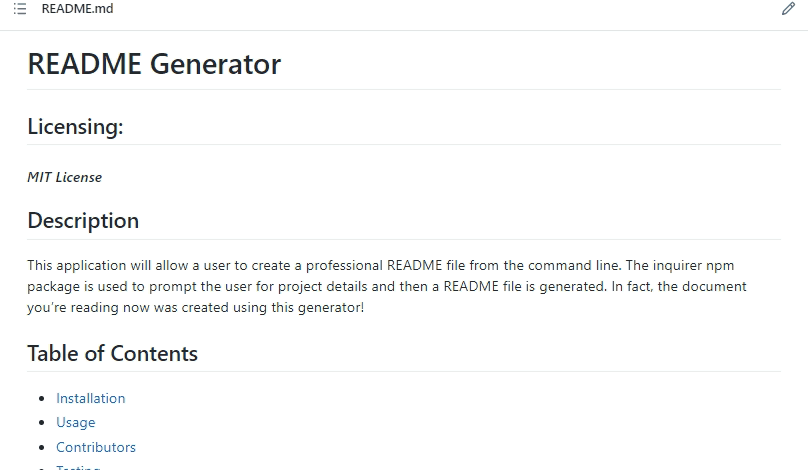 README.md
README Generator
Licensing:
MIT License
Description
This application will allow a user to create a professional README file from the command line. The inquirer npm
package is used to prompt the user for project details and then a README file is generated. In fact, the document
you're reading now was created using this generator!
Table of Contents
Installation
Usage
Contributors
Testing